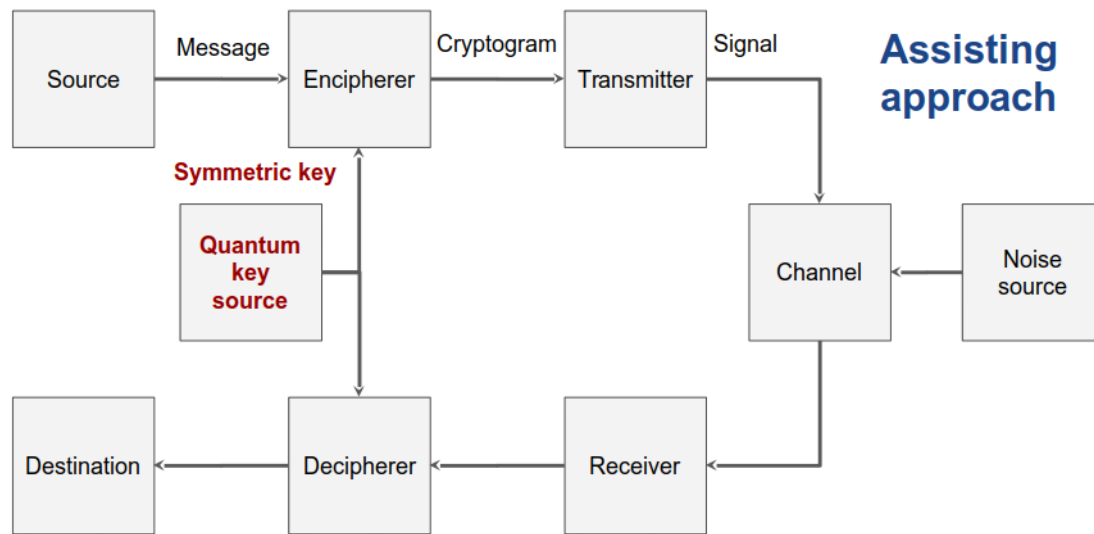 Message
Cryptogram
Signal
Assisting
approach
Source
Encipherer
Transmitter
Symmetric key
Quantum
key
source
Channel
Noise
source
Destination
Decipherer
Receiver